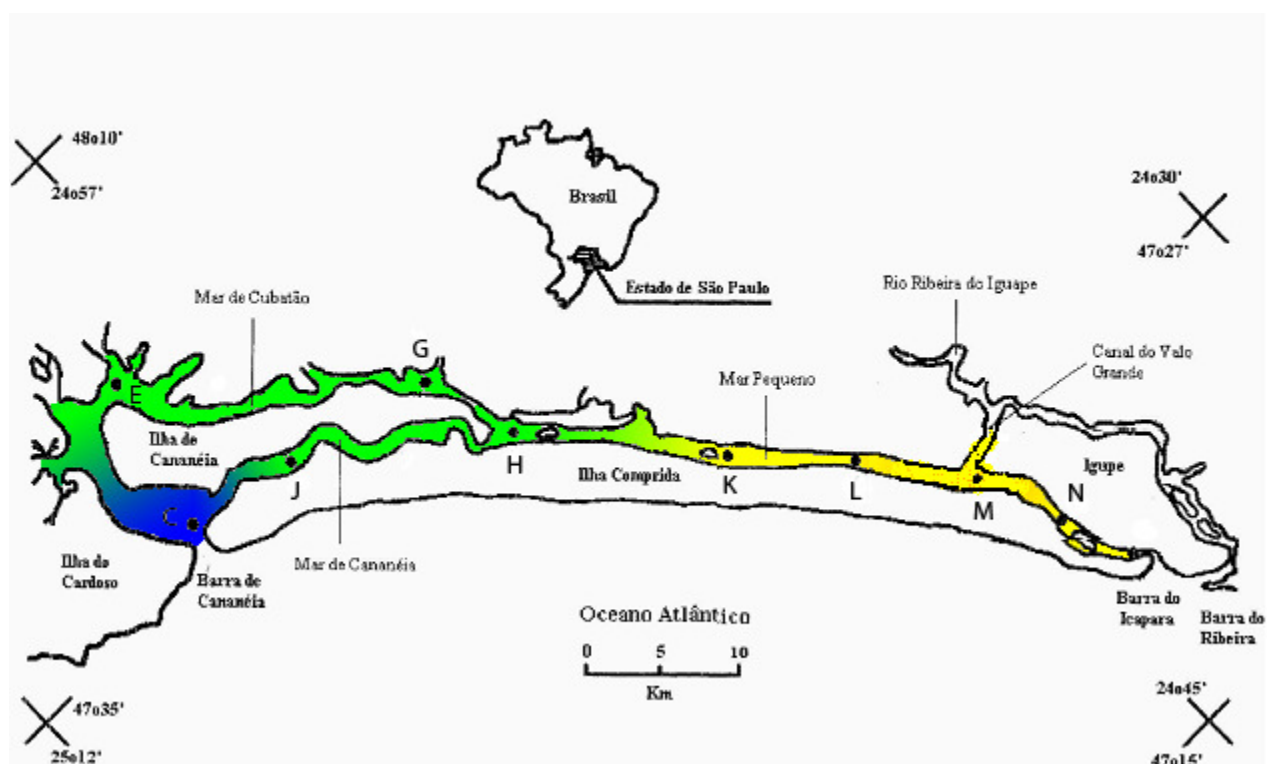 48o10'
24o57'
Brasil
Estado de São Paulo
24o30'
47o27'
Rio Ribeira do Iguape
Canal do Valo
Grande
Mar de Cubatão
G
E
Mar Pequeno
Ilha de
Cananéia
J
H
Ilha Comprida
K
L
M
N
Igupe
C
Ilha do
Cardoso
Barra de
Cananéia
Mar de Cananéia
Oceano Atlântico
0 5 10
Km
Barra do
Icapara
Barra do
Ribeira
47o35'
25o12'
24o45'
47o15'